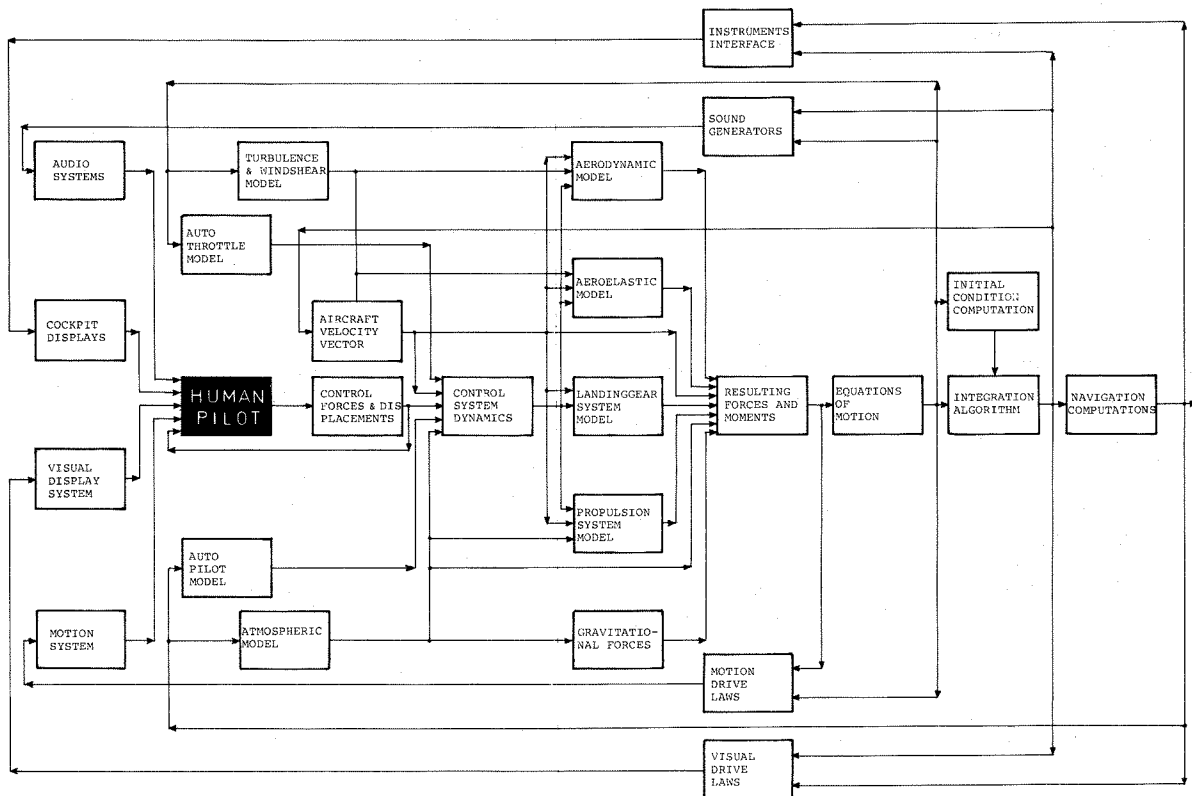 INSTRUMENTS
INTERFACE
SOUND
GENERATORS
AUDIO
SYSTEMS
TURBULENCE
& WINDSHEAR
MODEL
AERODYNAMIC
MODEL
AUTO
THROTTLE
MODEL
AEROELASTIC
MODEL
INITIAL
CONDITION
COMPUTATION
COCKPIT
DISPLAYS
AIRCRAFT
VELOCITY
VECTOR
HUMAN
PILOT
CONTROL
FORCES & DIS
PLACEMENTS
CONTROL
SYSTEM
DYNAMICS
LANDINGGEAR
SYSTEM
MODEL
RESULTING
FORCES AND
MOMENTS
EQUATIONS
OF
MOTION
INTEGRATION
ALGORITHM
NAVIGATION
COMPUTATIONS
VISUAL
DISPLAY
SYSTEM
PROPULSION
SYSTEM
MODEL
AUTO
PILOT
MODEL
MOTION
SYSTEM
ATMOSPHERIC
MODEL
GRAVITATIO-
NAL FORCES
MOTION
DRIVE
LAWS
VISUAL
DRIVE
LAWS